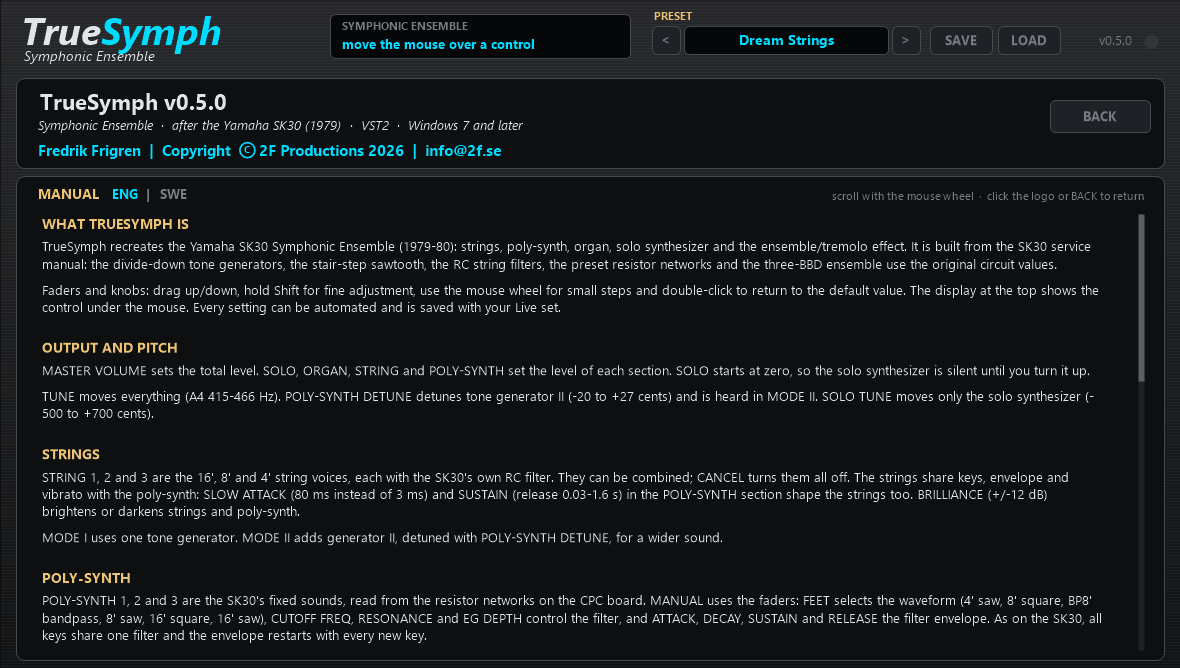 TrueSymph
Symphonic Ensemble
SYMPHONIC ENSEMBLE
move the mouse over a control
PRESET
< Dream Strings > SAVE LOAD v0.5.0
TrueSymph v0.5.0
Symphonic Ensemble · after the Yamaha SK30 (1979) · VST2 · Windows 7 and later
Fredrik Frigren | Copyright © 2F Productions 2026 | info@2f.se
BACK
MANUAL ENG | SWE
scroll with the mouse wheel · click the logo or BACK to return
WHAT TRUESYMPH IS
TrueSymph recreates the Yamaha SK30 Symphonic Ensemble (1979-80): strings, poly-synth, organ, solo synthesizer and the ensemble/tremolo effect. It is built from the SK30 service
manual: the divide-down tone generators, the stair-step sawtooth, the RC string filters, the preset resistor networks and the three-BBD ensemble use the original circuit values.
Faders and knobs: drag up/down, hold Shift for fine adjustment, use the mouse wheel for small steps and double-click to return to the default value. The display at the top shows the
control under the mouse. Every setting can be automated and is saved with your Live set.
OUTPUT AND PITCH
MASTER VOLUME sets the total level. SOLO, ORGAN, STRING and POLY-SYNTH set the level of each section. SOLO starts at zero, so the solo synthesizer is silent until you turn it up.
TUNE moves everything (A4 415-466 Hz). POLY-SYNTH DETUNE detunes tone generator II (-20 to +27 cents) and is heard in MODE II. SOLO TUNE moves only the solo synthesizer (-
500 to +700 cents).
STRINGS
STRING 1, 2 and 3 are the 16', 8' and 4' string voices, each with the SK30's own RC filter. They can be combined; CANCEL turns them all off. The strings share keys, envelope and
vibrato with the poly-synth: SLOW ATTACK (80 ms instead of 3 ms) and SUSTAIN (release 0.03-1.6 s) in the POLY-SYNTH section shape the strings too. BRILLIANCE (+/-12 dB)
brightens or darkens strings and poly-synth.
MODE I uses one tone generator. MODE II adds generator II, detuned with POLY-SYNTH DETUNE, for a wider sound.
POLY-SYNTH
POLY-SYNTH 1, 2 and 3 are the SK30's fixed sounds, read from the resistor networks on the CPC board. MANUAL uses the faders: FEET selects the waveform (4' saw, 8' square, BP8'
bandpass, 8' saw, 16' square, 16' saw), CUTOFF FREQ, RESONANCE and EG DEPTH control the filter, and ATTACK, DECAY, SUSTAIN and RELEASE the filter envelope. As on the SK30, all
keys share one filter and the envelope restarts with every new key.